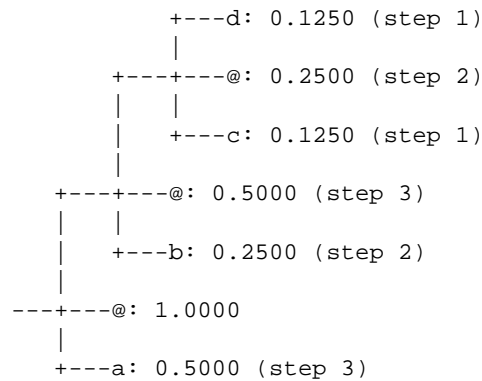 +---d: 0.1250 (step 1)
|
+---+---@: 0.2500 (step 2)
| |
| +---c: 0.1250 (step 1)
|
+---+---@: 0.5000 (step 3)
| |
| +---b: 0.2500 (step 2)
|
---+---@: 1.0000
|
+---a: 0.5000 (step 3)